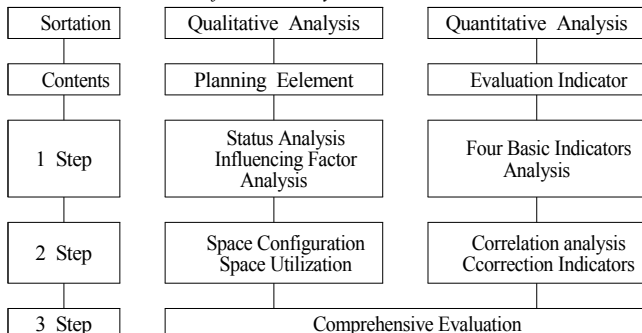 Sortation Qualitative Analysis Quantitative Analysis
Contents Planning Eelement Evaluation Indicator
1 Step
Status Analysis
Influencing Factor
Analysis
Four Basic Indicators
Analysis
2 Step
Space Configuration
Space Utilization
Correlation analysis
Ccorrection Indicators
3 Step Comprehensive Evaluation